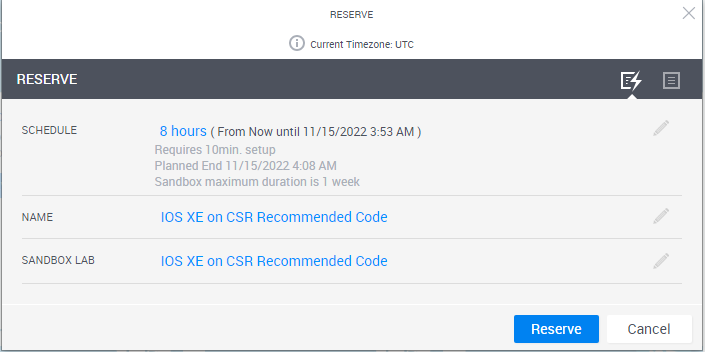 RESERVE
Current Timezone: UTC
RESERVE
SCHEDULE
8 hours ( From Now until 11/15/2022 3:53 AM )
Requires 10min. setup
Planned End 11/15/2022 4:08 AM
Sandbox maximum duration is 1 week
NAME
IOS XE on CSR Recommended Code
SANDBOX LAB
IOS XE on CSR Recommended Code
Reserve
Cancel